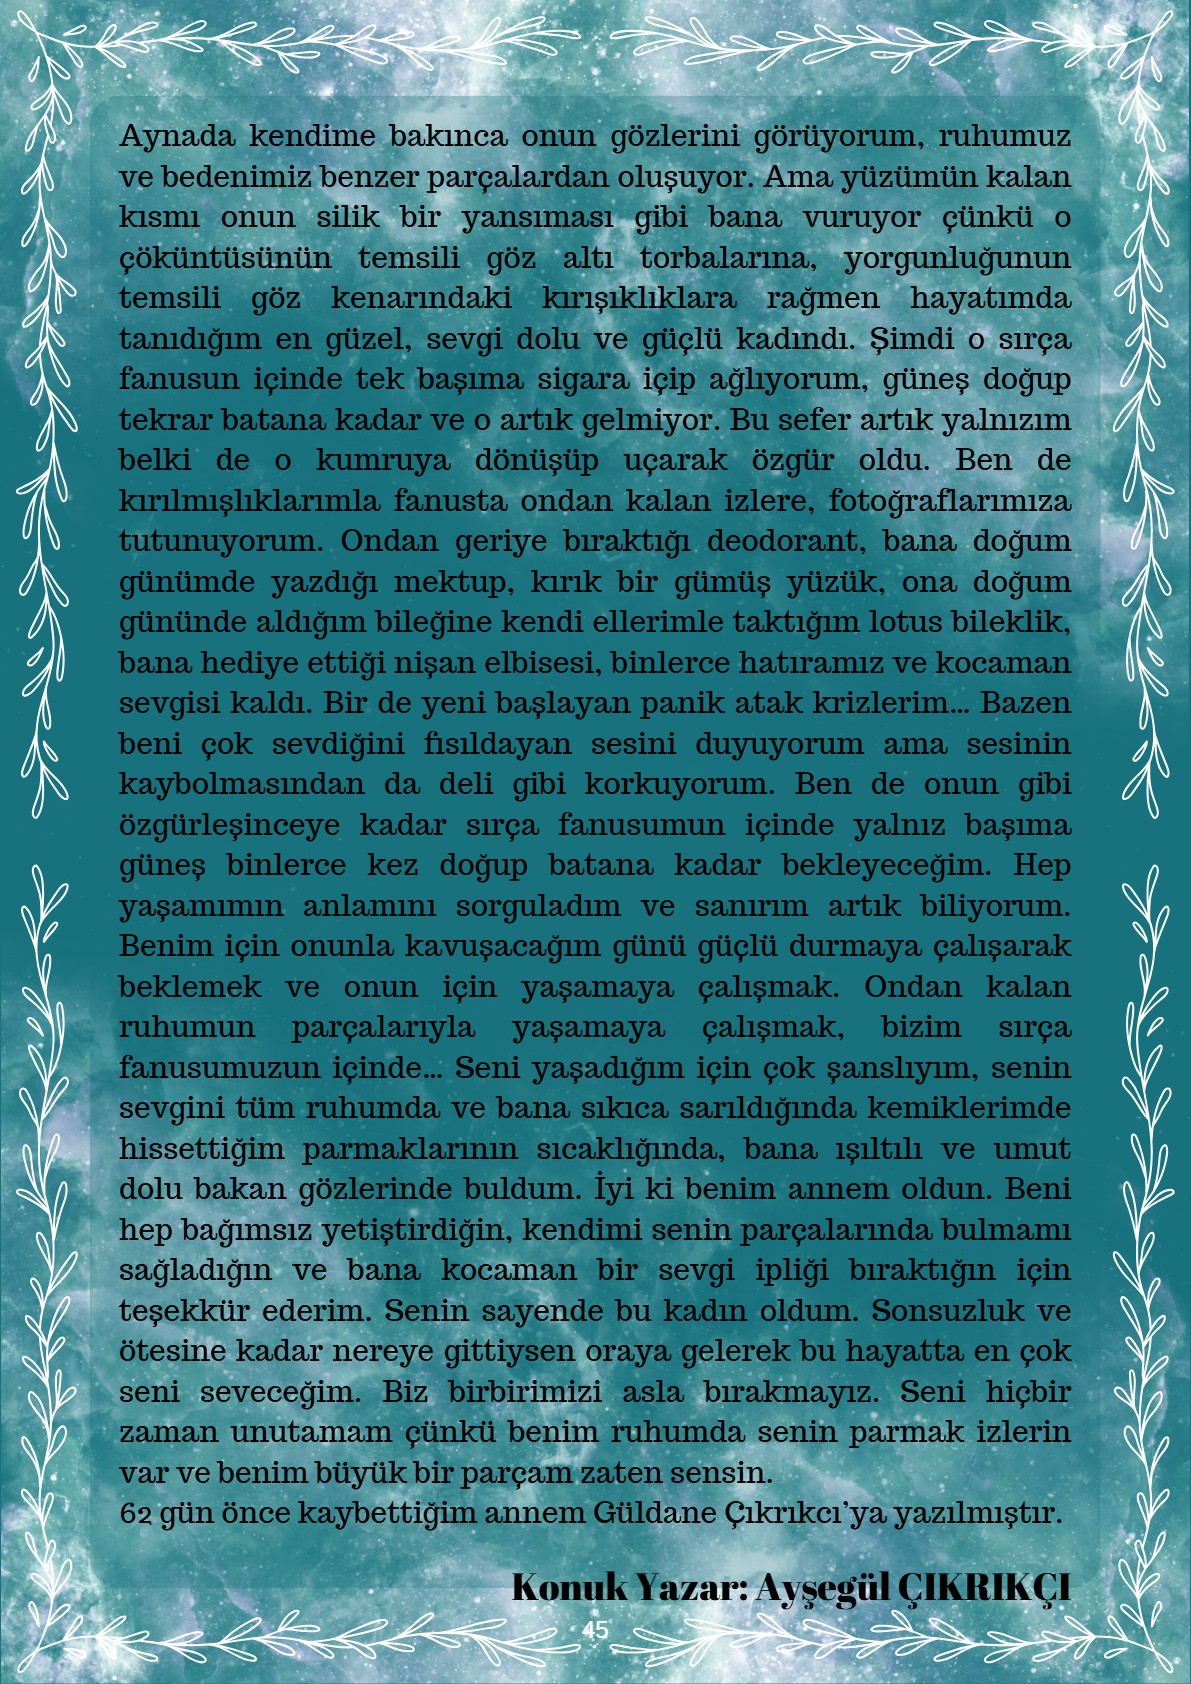 Aynada kendime bakınca onun gözlerini görüyorum, ruhumuz
ve bedenimiz benzer parçalardan oluşuyor. Ama yüzümün kalan
kısmı onun silik bir yansıması gibi bana vuruyor çünkü o
çöküntüsünün temsili göz altı torbalarına, yorgunluğunun
temsili göz kenarındaki kırışıklıklara rağmen hayatımda
tanıdığım en güzel, sevgi dolu ve güçlü kadındı. Şimdi o sırça
fanusun içinde tek başıma sigara içip ağlıyorum, güneş doğup
tekrar batana kadar ve o artık gelmiyor. Bu sefer artık yalnızım
belki de o kumruya dönüşüp uçarak özgür oldu. Ben de
kırılmışlıklarımla fanusta ondan kalan izlere, fotoğraflarımıza
tutunuyorum. Ondan geriye bıraktığı deodorant, bana doğum
günümde yazdığı mektup, kırık bir gümüş yüzük, ona doğum
gününde aldığım bileğine kendi ellerimle taktığım lotus bileklik,
bana hediye ettiği nişan elbisesi, binlerce hatıramız ve kocaman
sevgisi kaldı. Bir de yeni başlayan panik atak krizlerim... Bazen
beni çok sevdiğini fısıldayan sesini duyuyorum ama sesinin
kaybolmasından da deli gibi korkuyorum. Ben de onun gibi
özgürleşinceye kadar sırça fanusumun içinde yalnız başıma
güneş binlerce kez doğup batana kadar bekleyeceğim. Hep
yaşamımın anlamını sorguladım ve sanırım artık biliyorum.
Benim için onunla kavuşacağım günü güçlü durmaya çalışarak
beklemek ve onun için yaşamaya çalışmak. Ondan kalan
ruhumun parçalarıyla yaşamaya çalışmak, bizim sırça
fanusumuzun içinde... Seni yaşadığım için çok şanslıyım, senin
sevgini tüm ruhumda ve bana sıkıca sarıldığında kemiklerimde
hissettiğim parmaklarının sıcaklığında, bana ışıltılı ve umut
dolu bakan gözlerinde buldum. İyi ki benim annem oldun. Beni
hep bağımsız yetiştirdiğin, kendimi senin parçalarında bulmamı
sağladığın ve bana kocaman bir sevgi ipliği bıraktığın için
teşekkür ederim. Senin sayende bu kadın oldum. Sonsuzluk ve
ötesine kadar nereye gittiysen oraya gelerek bu hayatta en çok
seni seveceğim. Biz birbirimizi asla bırakmayız. Seni hiçbir
zaman unutamam çünkü benim ruhumda senin parmak izlerin
var ve benim büyük bir parçam zaten sensin.
62 gün önce kaybettiğim annem Güldane Çıkrıkcı’ya yazılmıştır.
Konuk Yazar: Ayşegül ÇIKRIKÇI
45